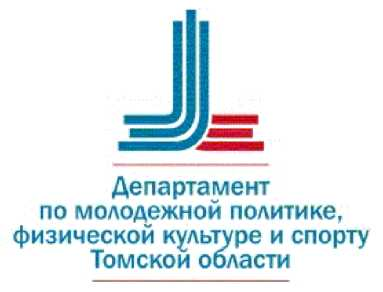 Департамент
по молодежной политике,
физической культуре и спорту
Томской области